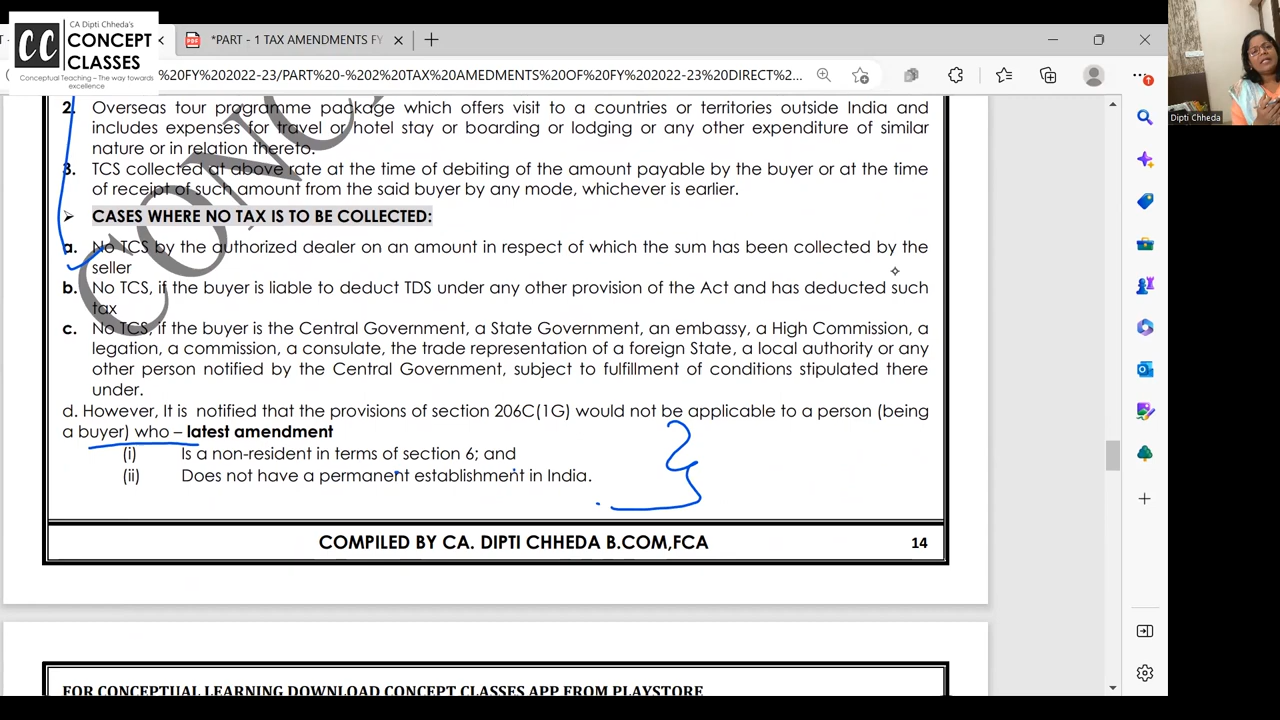 CA Dipti Chheda's
CC CONCEPT
CLASSES
Conceptual Teaching – The way towards
excellence
*PART - 1 TAX AMENDMENTS FY
%20FY%202022-23/PART%20-%202%20TAX%20AMEDMENTS%20OF%20FY%202022-23%20DIRECT%2...
Dipti Chheda
2. Overseas tour programme package which offers visit to a countries or territories outside India and
includes expenses for travel or hotel stay or boarding or lodging or any other expenditure of similar
nature or in relation thereto.
3. TCS collected at above rate at the time of debiting of the amount payable by the buyer or at the time
of receipt of such amount from the said buyer by any mode, whichever is earlier.
➢ CASES WHERE NO TAX IS TO BE COLLECTED:
a. No TCS by the authorized dealer on an amount in respect of which the sum has been collected by the
seller
b. No TCS, if the buyer is liable to deduct TDS under any other provision of the Act and has deducted such
tax
c. No TCS, if the buyer is the Central Government, a State Government, an embassy, a High Commission, a
legation, a commission, a consulate, the trade representation of a foreign State, a local authority or any
other person notified by the Central Government, subject to fulfillment of conditions stipulated there
under.
d. However, It is notified that the provisions of section 206C(1G) would not be applicable to a person (being
a buyer) who – latest amendment
(i) Is a non-resident in terms of section 6; and
(ii) Does not have a permanent establishment in India.
CONC
COMPILED BY CA. DIPTI CHHEDA B.COM,FCA 14
FOR CONCEPTUAL LEARNING DOWNLOAD CONCEPT CLASSES APP FROM PLAYSTORE